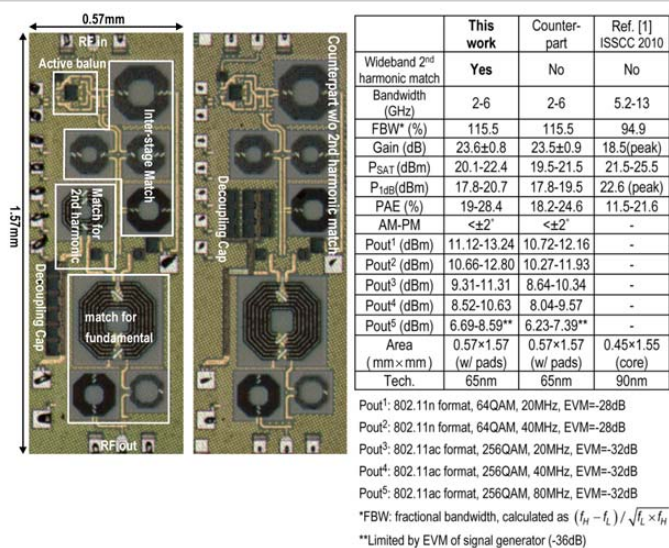 0.57mm
1.57mm
RF in
Active balun
Inter-stage Match
Match for
2nd harmonic
Decoupling Cap
match for
fundamental
RF out
Counterpart w/o 2nd harmonic match
Decoupling Cap
This work | Counter-part | Ref. [1] ISSCC 2010
Wideband 2nd harmonic match | Yes | No | No
Bandwidth (GHz) | 2-6 | 2-6 | 5.2-13
FBW* (%) | 115.5 | 115.5 | 94.9
Gain (dB) | 23.6±0.8 | 23.5±0.9 | 18.5(peak)
PSAT (dBm) | 20.1-22.4 | 19.5-21.5 | 21.5-25.5
P1dB(dBm) | 17.8-20.7 | 17.8-19.5 | 22.6 (peak)
PAE (%) | 19-28.4 | 18.2-24.6 | 11.5-21.6
AM-PM | <±2° | <±2° | -
Pout¹ (dBm) | 11.12-13.24 | 10.72-12.16 | -
Pout² (dBm) | 10.66-12.80 | 10.27-11.93 | -
Pout³ (dBm) | 9.31-11.31 | 8.64-10.34 | -
Pout⁴ (dBm) | 8.52-10.63 | 8.04-9.57 | -
Pout⁵ (dBm) | 6.69-8.59** | 6.23-7.39** | -
Area (mm×mm) | 0.57×1.57 (w/ pads) | 0.57×1.57 (w/ pads) | 0.45×1.55 (core)
Tech. | 65nm | 65nm | 90nm
Pout¹: 802.11n format, 64QAM, 20MHz, EVM=-28dB
Pout²: 802.11n format, 64QAM, 40MHz, EVM=-28dB
Pout³: 802.11ac format, 256QAM, 20MHz, EVM=-32dB
Pout⁴: 802.11ac format, 256QAM, 40MHz, EVM=-32dB
Pout⁵: 802.11ac format, 256QAM, 80MHz, EVM=-32dB
*FBW: fractional bandwidth, calculated as (fH − fL) / √fL × fH
**Limited by EVM of signal generator (-36dB)